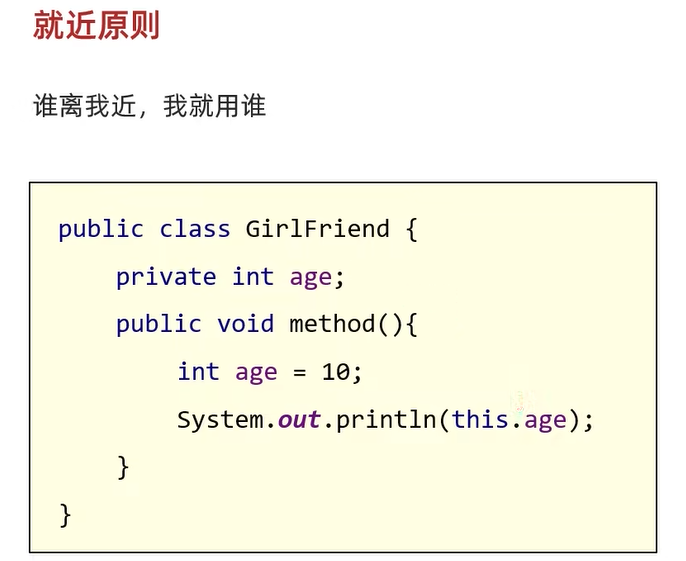 就近原则
谁离我近，我就用谁
public class GirlFriend {
    private int age;
    public void method(){
        int age = 10;
        System.out.println(this.age);
    }
}